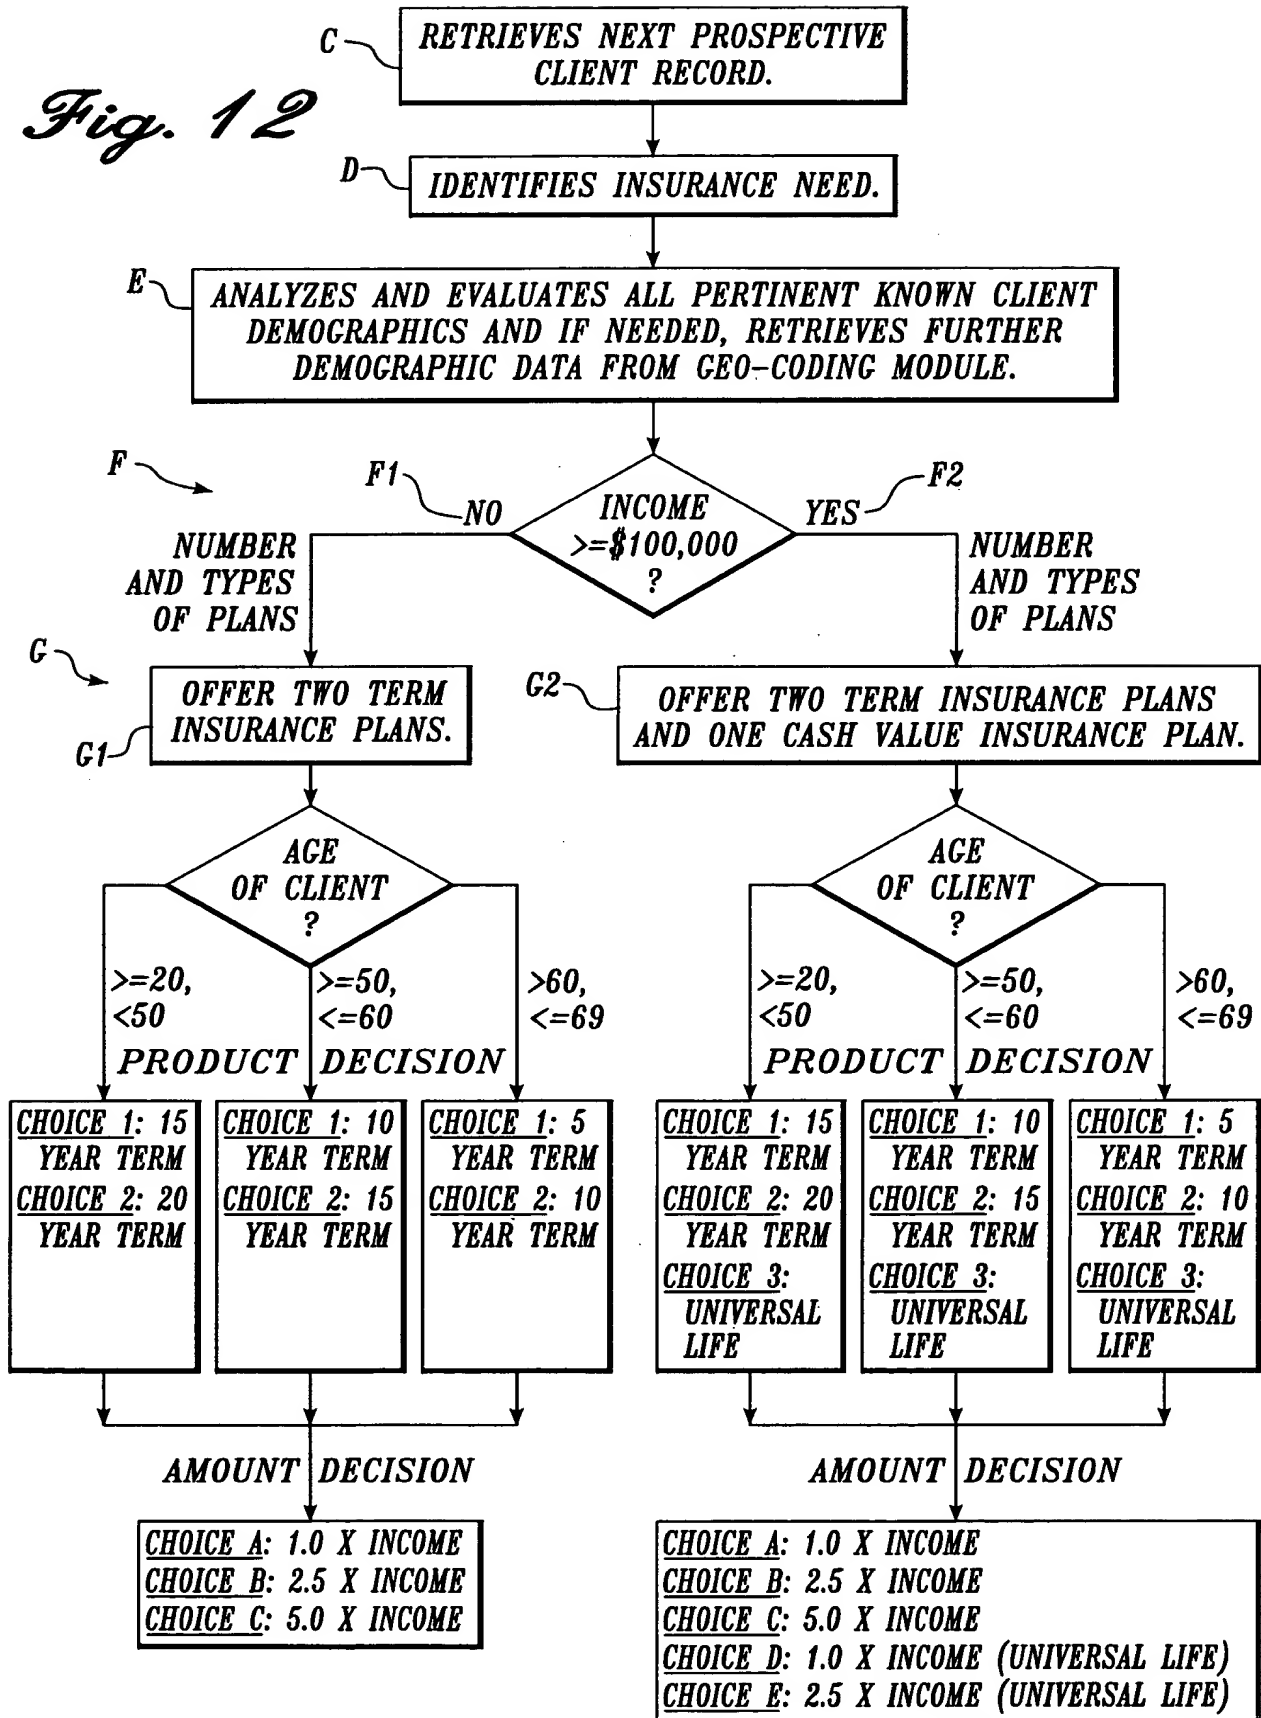 C
RETRIEVES NEXT PROSPECTIVE
CLIENT RECORD.
Fig. 12
D
IDENTIFIES INSURANCE NEED.
E
ANALYZES AND EVALUATES ALL PERTINENT KNOWN CLIENT
DEMOGRAPHICS AND IF NEEDED, RETRIEVES FURTHER
DEMOGRAPHIC DATA FROM GEO-CODING MODULE.
F
F1
NO
INCOME
>=$100,000
?
YES
F2
NUMBER
AND TYPES
OF PLANS
NUMBER
AND TYPES
OF PLANS
G
G1
OFFER TWO TERM
INSURANCE PLANS.
G2
OFFER TWO TERM INSURANCE PLANS
AND ONE CASH VALUE INSURANCE PLAN.
AGE
OF CLIENT
?
>=20,
<50
>=50,
<=60
>60,
<=69
PRODUCT DECISION
CHOICE 1: 15
YEAR TERM
CHOICE 2: 20
YEAR TERM
CHOICE 1: 10
YEAR TERM
CHOICE 2: 15
YEAR TERM
CHOICE 1: 5
YEAR TERM
CHOICE 2: 10
YEAR TERM
AMOUNT DECISION
CHOICE A: 1.0 X INCOME
CHOICE B: 2.5 X INCOME
CHOICE C: 5.0 X INCOME
AGE
OF CLIENT
?
>=20,
<50
>=50,
<=60
>60,
<=69
PRODUCT DECISION
CHOICE 1: 15
YEAR TERM
CHOICE 2: 20
YEAR TERM
CHOICE 3:
UNIVERSAL
LIFE
CHOICE 1: 10
YEAR TERM
CHOICE 2: 15
YEAR TERM
CHOICE 3:
UNIVERSAL
LIFE
CHOICE 1: 5
YEAR TERM
CHOICE 2: 10
YEAR TERM
CHOICE 3:
UNIVERSAL
LIFE
AMOUNT DECISION
CHOICE A: 1.0 X INCOME
CHOICE B: 2.5 X INCOME
CHOICE C: 5.0 X INCOME
CHOICE D: 1.0 X INCOME (UNIVERSAL LIFE)
CHOICE E: 2.5 X INCOME (UNIVERSAL LIFE)